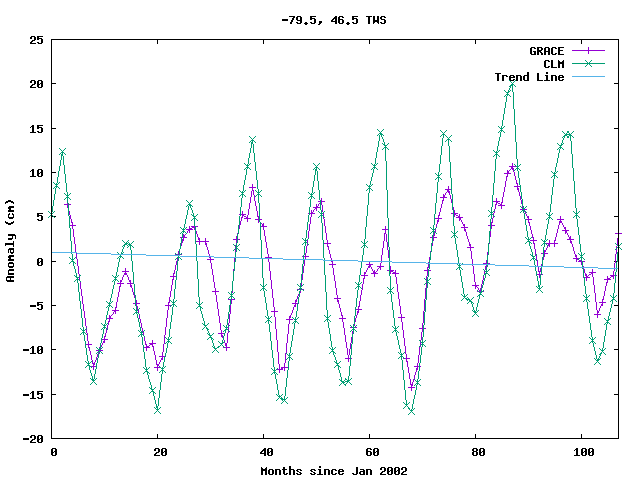 -79.5, 46.5 TWS
GRACE
CLM
Trend Line
25
20
15
10
5
0
-5
-10
-15
-20
Anomaly (cm)
0 20 40 60 80 100
Months since Jan 2002